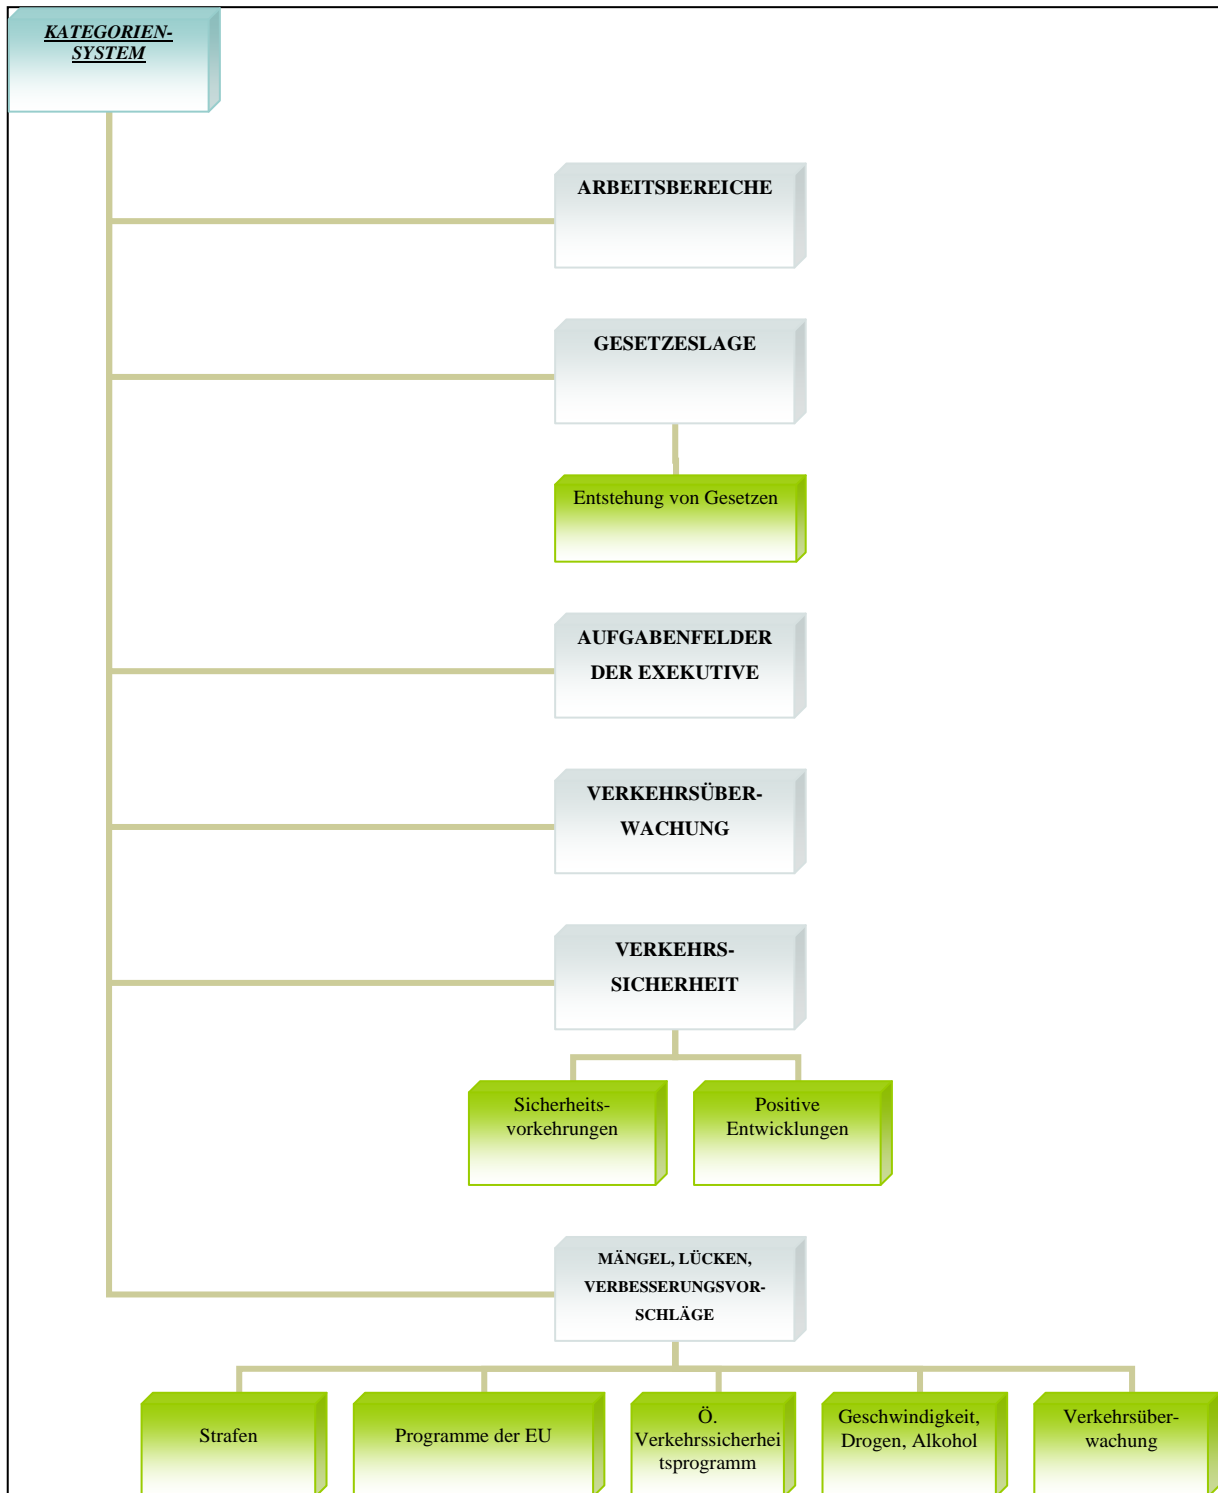 KATEGORIEN-
SYSTEM
ARBEITSBEREICHE
GESETZESLAGE
Entstehung von Gesetzen
AUFGABENFELDER
DER EXEKUTIVE
VERKEHRSÜBER-
WACHUNG
VERKEHRS-
SICHERHEIT
Sicherheits-
vorkehrungen
Positive
Entwicklungen
MÄNGEL, LÜCKEN,
VERBESSERUNGSVOR-
SCHLÄGE
Strafen
Programme der EU
Ö.
Verkehrssicherhei
tsprogramm
Geschwindigkeit,
Drogen, Alkohol
Verkehrsüber-
wachung